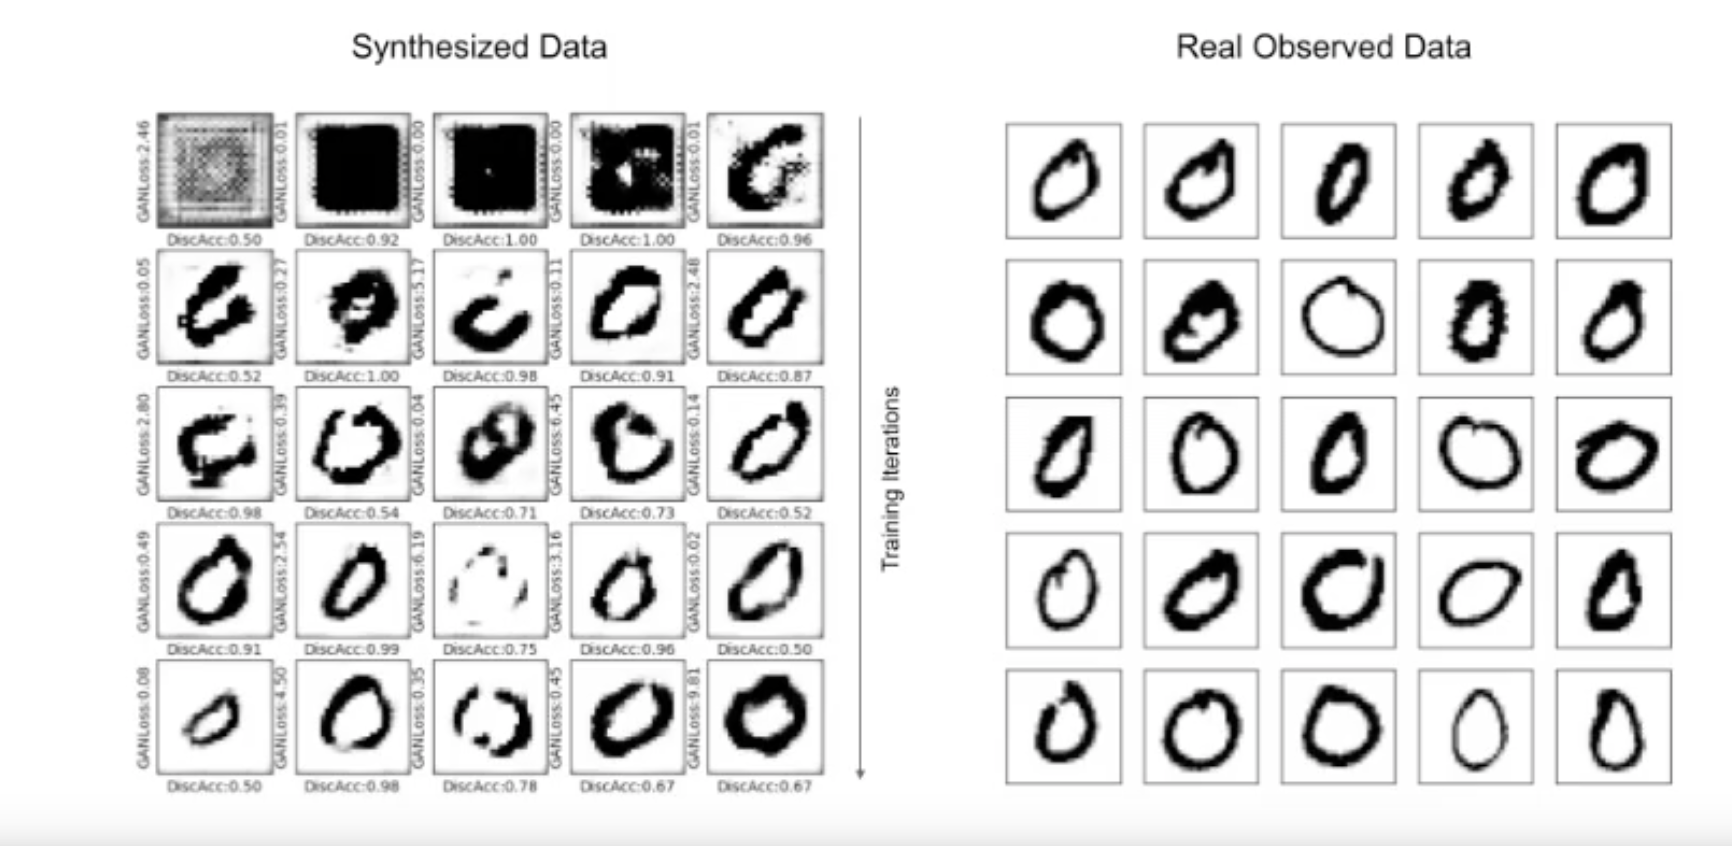 Synthesized Data
Real Observed Data
GANLoss:2.46
GANLoss:0.01
GANLoss:0.00
GANLoss:0.00
GANLoss:0.01
DiscAcc:0.50
DiscAcc:0.92
DiscAcc:1.00
DiscAcc:1.00
DiscAcc:0.96
GANLoss:0.05
GANLoss:0.27
GANLoss:5.17
GANLoss:0.11
GANLoss:2.48
DiscAcc:0.52
DiscAcc:1.00
DiscAcc:0.98
DiscAcc:0.91
DiscAcc:0.87
GANLoss:2.80
GANLoss:0.39
GANLoss:0.04
GANLoss:6.45
GANLoss:0.14
DiscAcc:0.98
DiscAcc:0.54
DiscAcc:0.71
DiscAcc:0.73
DiscAcc:0.52
GANLoss:0.49
GANLoss:2.54
GANLoss:6.19
GANLoss:3.16
GANLoss:0.02
DiscAcc:0.91
DiscAcc:0.99
DiscAcc:0.75
DiscAcc:0.96
DiscAcc:0.50
GANLoss:0.08
GANLoss:4.50
GANLoss:0.35
GANLoss:0.45
GANLoss:9.81
DiscAcc:0.50
DiscAcc:0.98
DiscAcc:0.78
DiscAcc:0.67
DiscAcc:0.67
Training Iterations